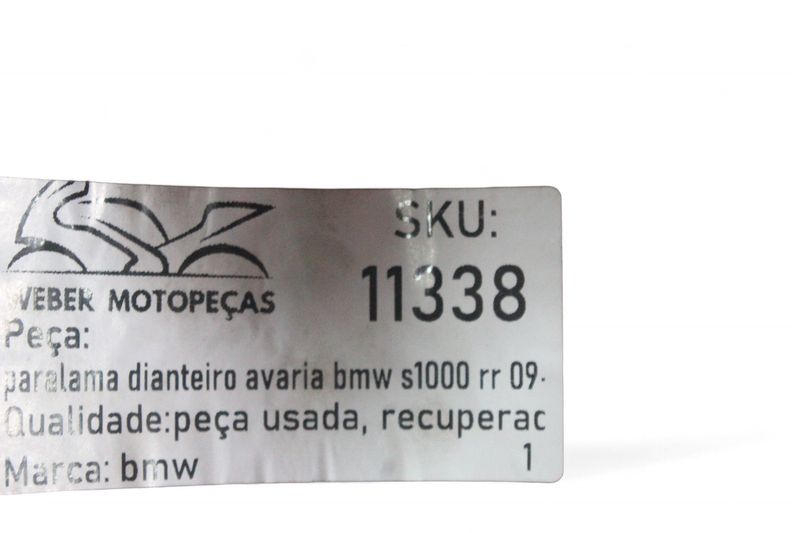 WEBER MOTOPEÇAS
SKU:
11338
Peça:
paralama dianteiro avaria bmw s1000 rr 09-
Qualidade:peça usada, recuperac
Marca: bmw
1